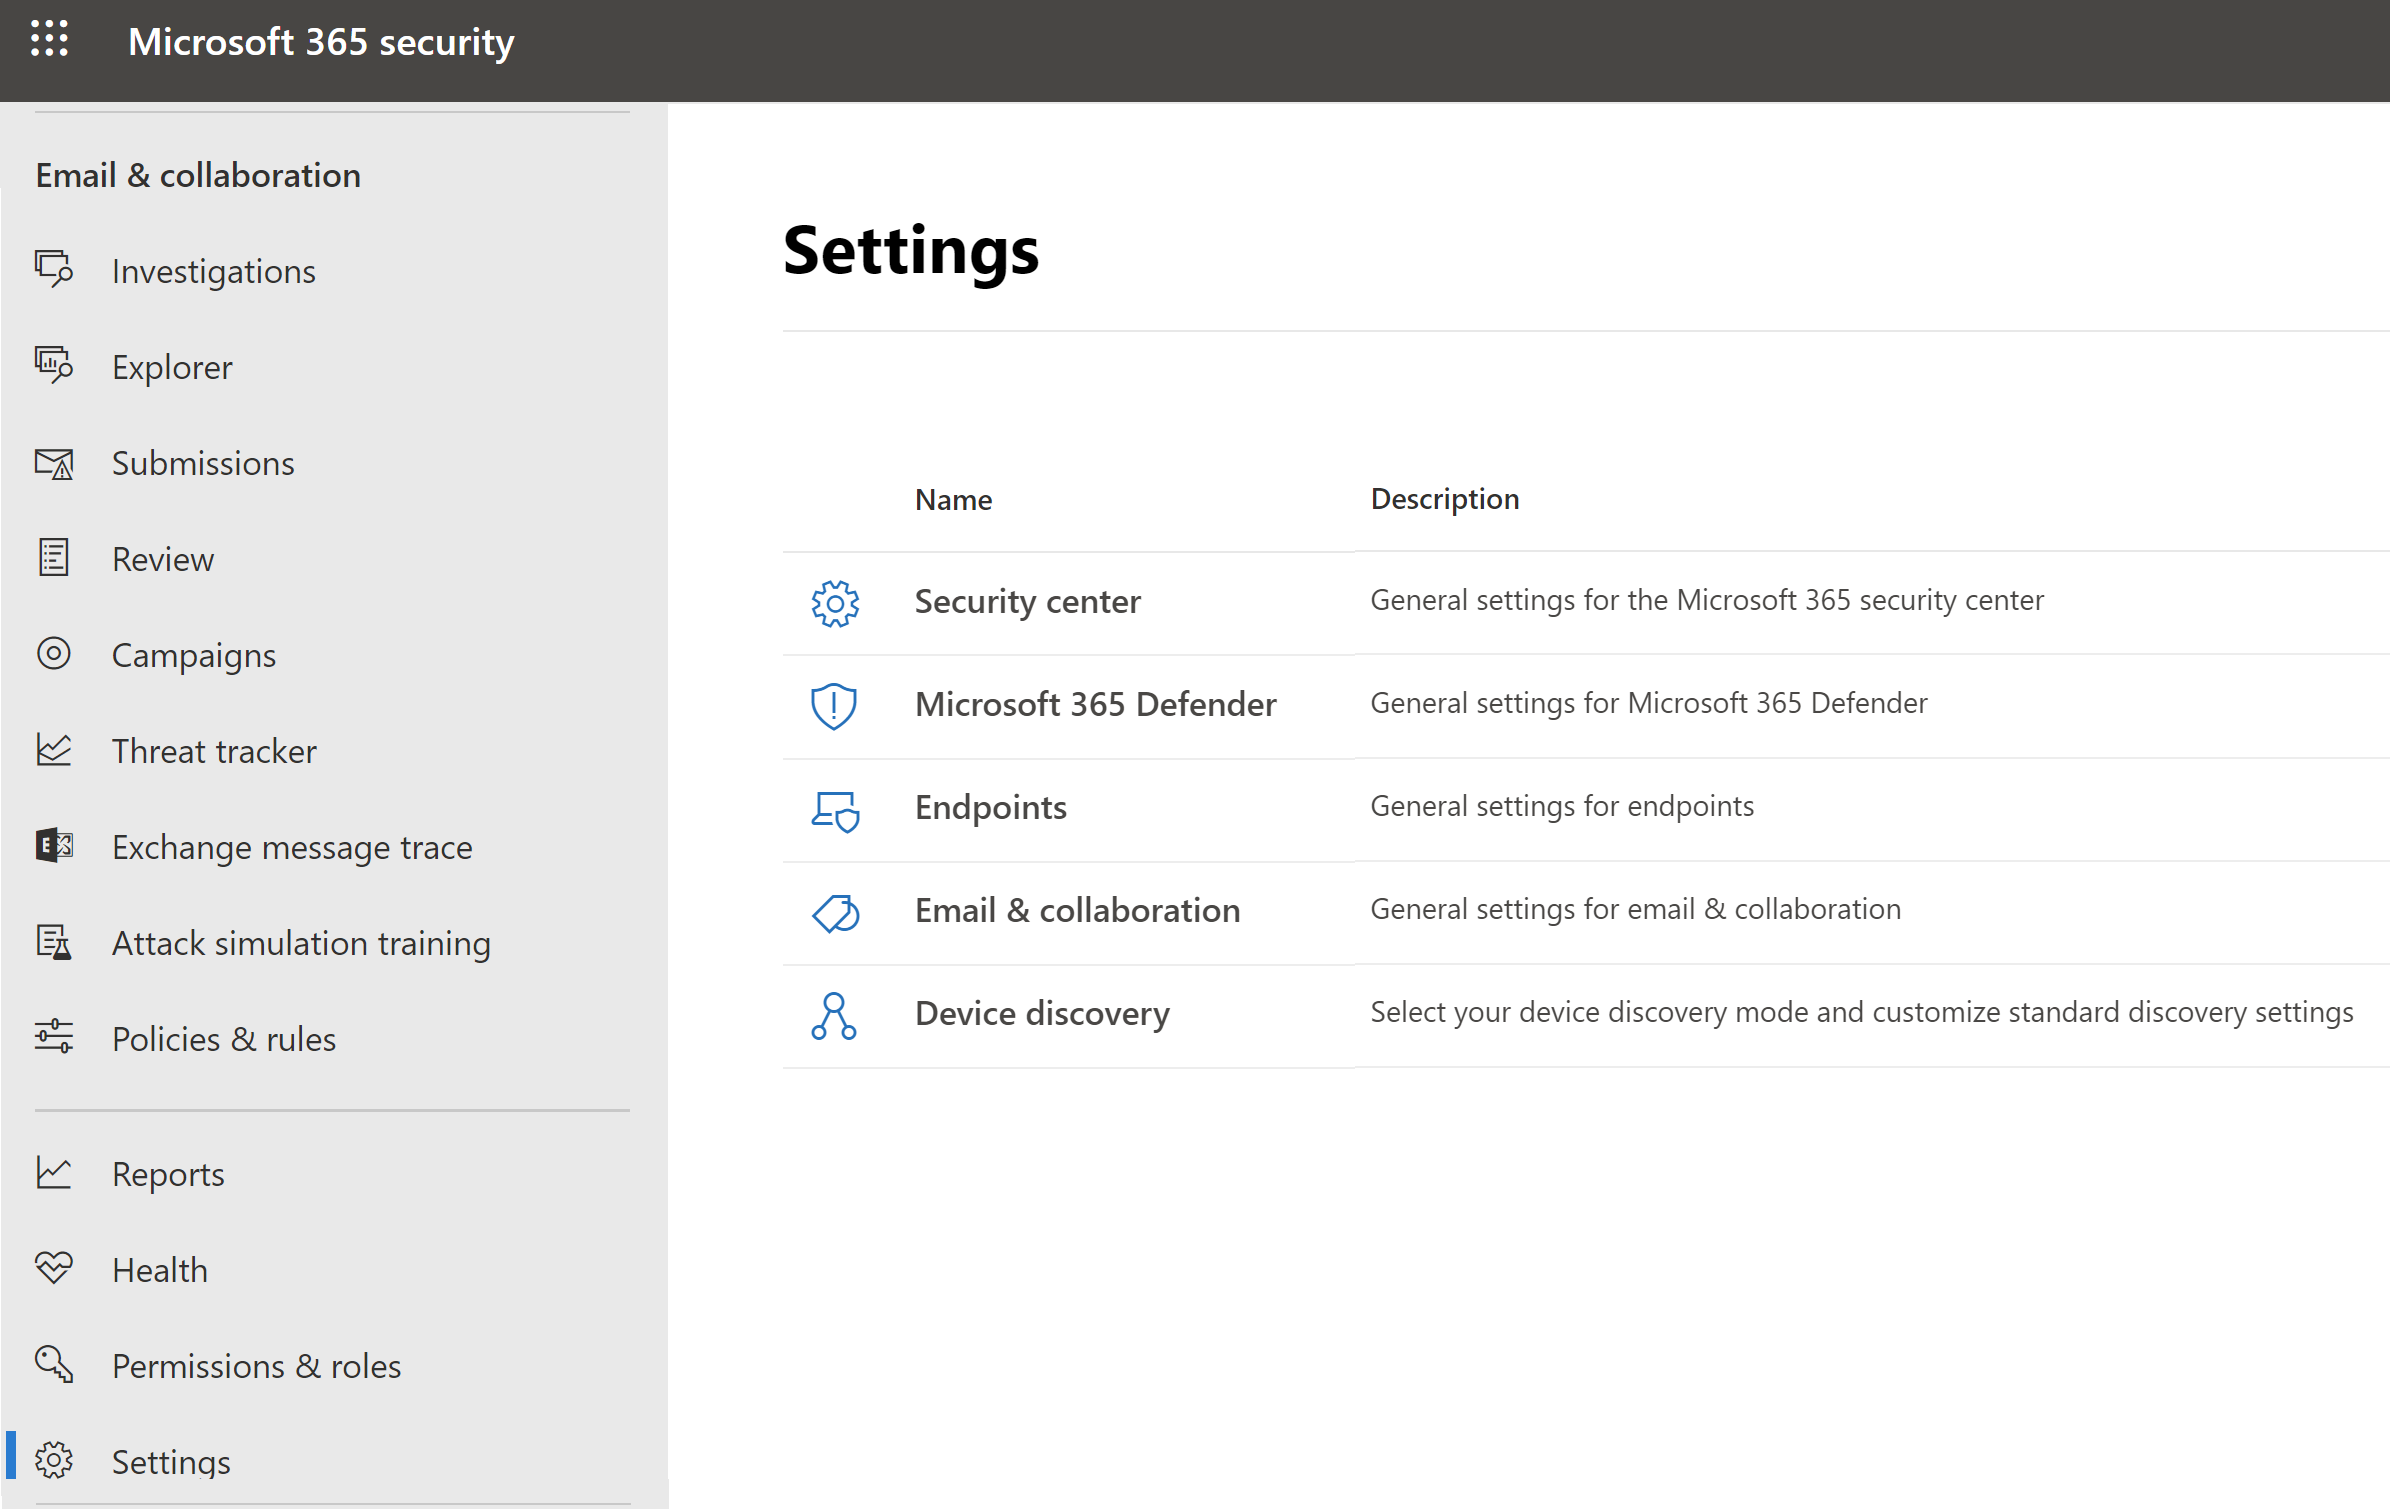 Microsoft 365 security
Email & collaboration
Investigations
Explorer
Submissions
Review
Campaigns
Threat tracker
Exchange message trace
Attack simulation training
Policies & rules
Reports
Health
Permissions & roles
Settings
Settings
Name Description
Security center General settings for the Microsoft 365 security center
Microsoft 365 Defender General settings for Microsoft 365 Defender
Endpoints General settings for endpoints
Email & collaboration General settings for email & collaboration
Device discovery Select your device discovery mode and customize standard discovery settings